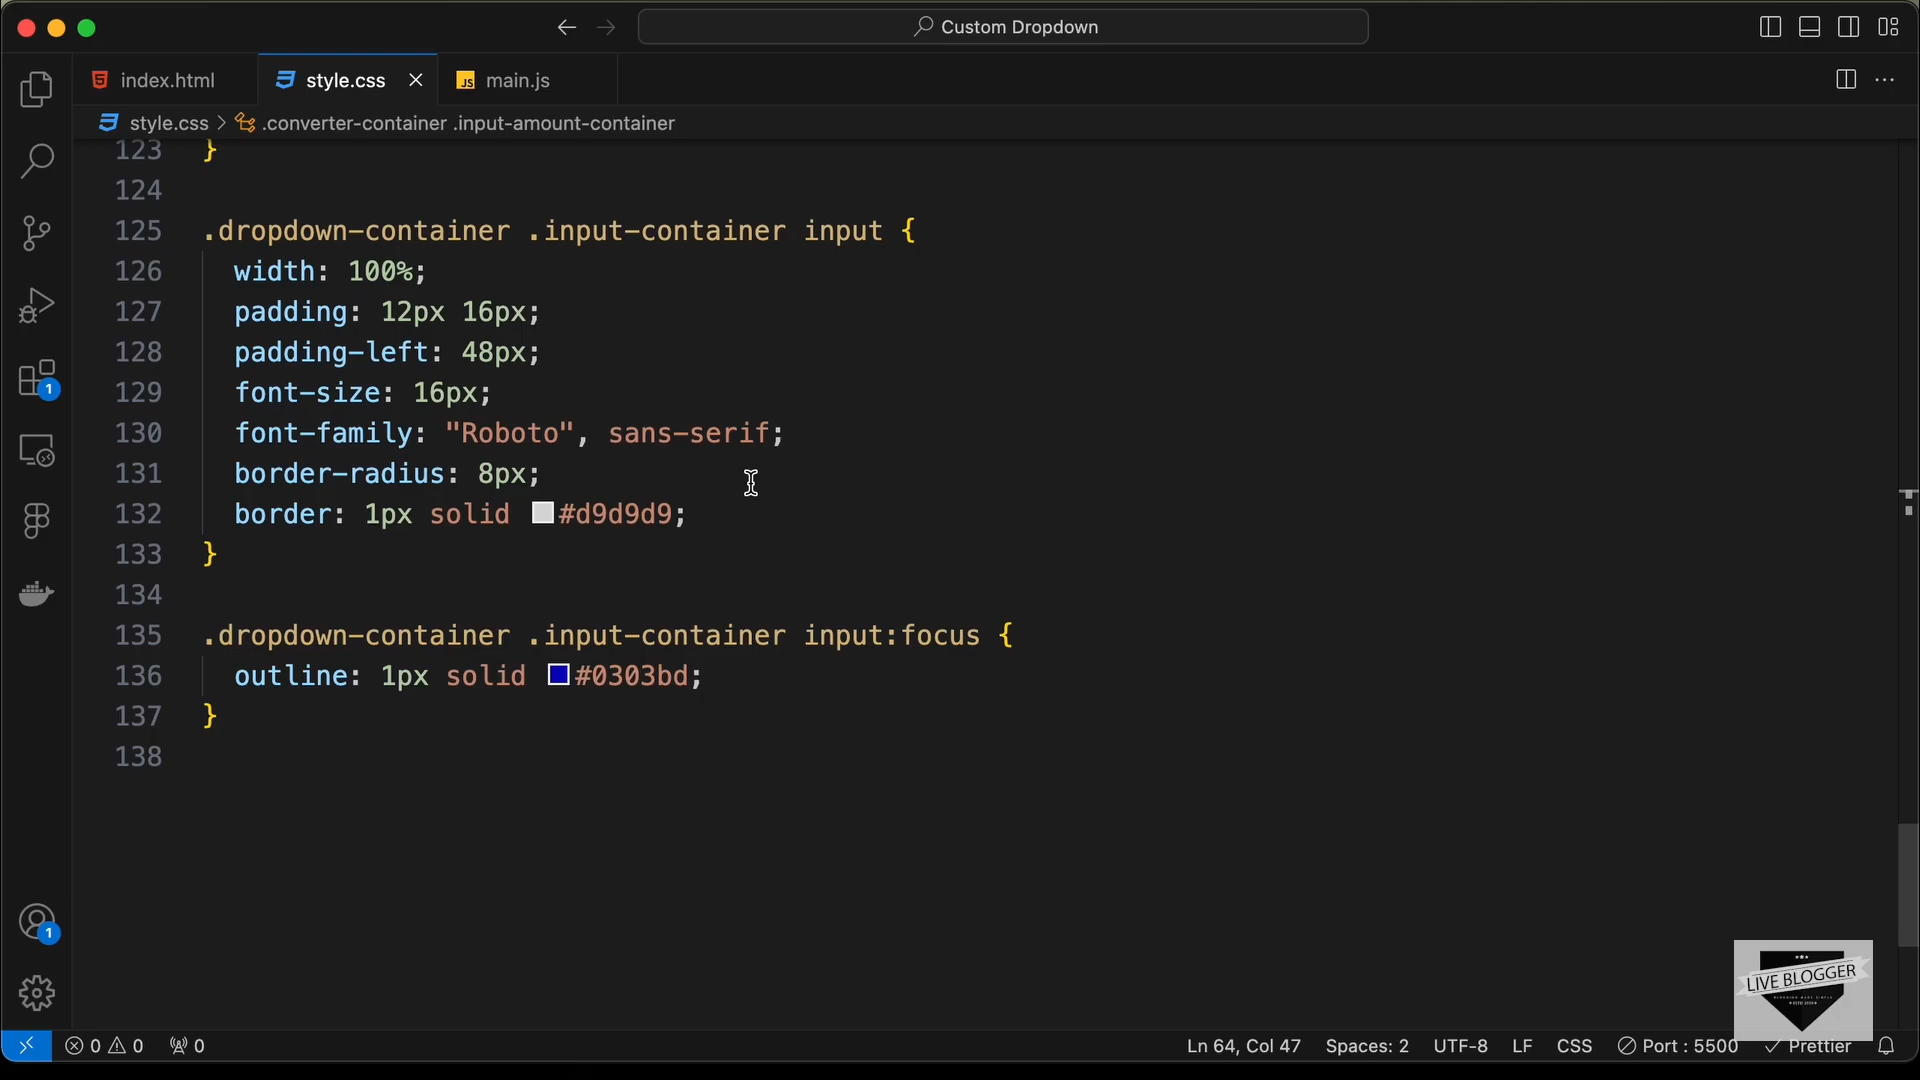 Custom Dropdown
index.html
style.css
main.js
style.css > .converter-container .input-amount-container
123 }
124
125 .dropdown-container .input-container input {
126 width: 100%;
127 padding: 12px 16px;
128 padding-left: 48px;
129 font-size: 16px;
130 font-family: "Roboto", sans-serif;
131 border-radius: 8px;
132 border: 1px solid #d9d9d9;
133 }
134
135 .dropdown-container .input-container input:focus {
136 outline: 1px solid #0303bd;
137 }
138
1
1
LIVE BLOGGER
0 0 0
Ln 64, Col 47 Spaces: 2 UTF-8 LF CSS Port : 5500 Prettier